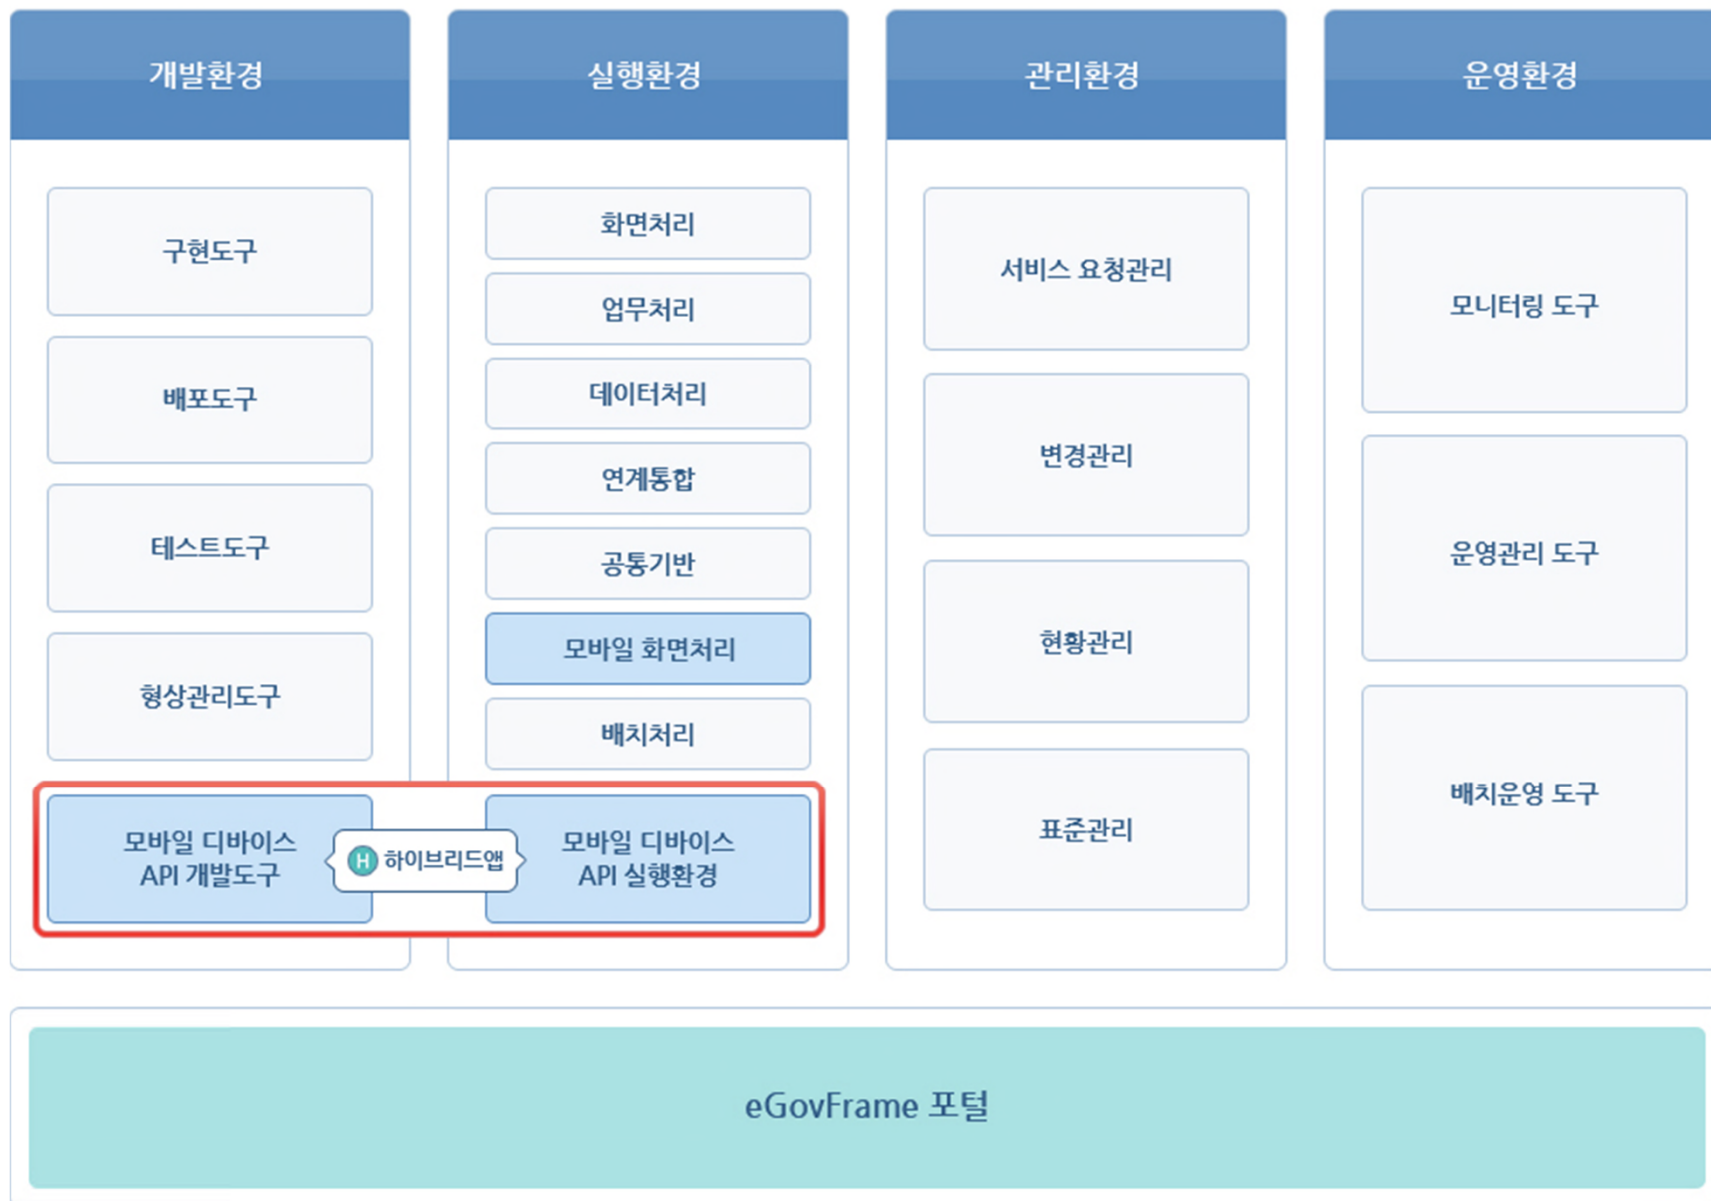 개발환경
구현도구
배포도구
테스트도구
형상관리도구
모바일 디바이스
API 개발도구
H 하이브리드앱
실행환경
화면처리
업무처리
데이터처리
연계통합
공통기반
모바일 화면처리
배치처리
모바일 디바이스
API 실행환경
관리환경
서비스 요청관리
변경관리
현황관리
표준관리
운영환경
모니터링 도구
운영관리 도구
배치운영 도구
eGovFrame 포털